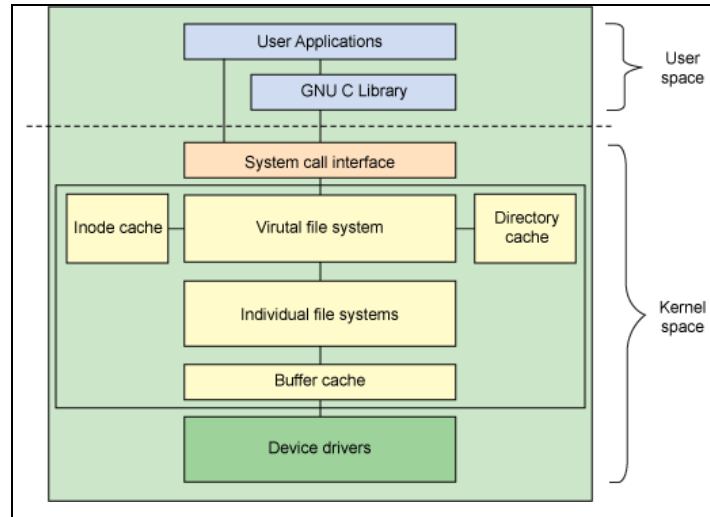 User Applications
User
space
GNU C Library
System call interface
Inode cache
Virutal file system
Directory
cache
Individual file systems
Kernel
space
Buffer cache
Device drivers